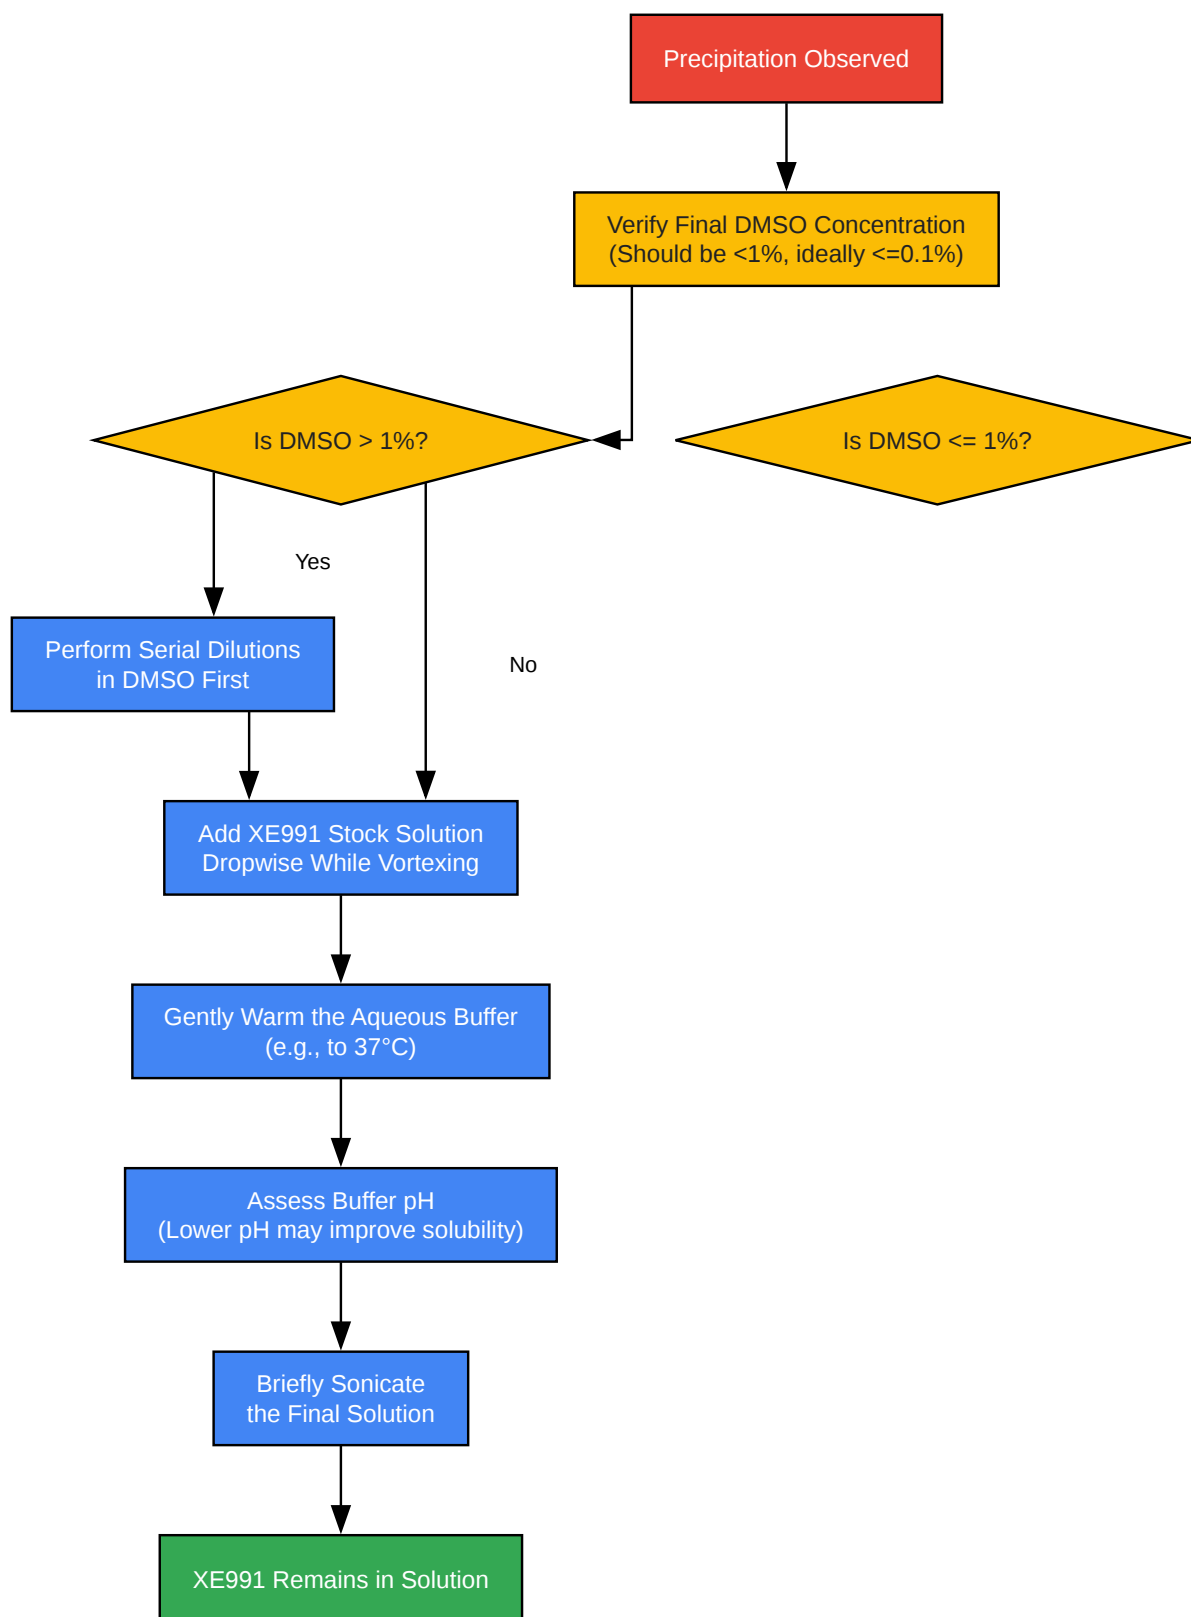 Precipitation Observed
Verify Final DMSO Concentration
(Should be <1%, ideally <=0.1%)
Is DMSO > 1%?
Is DMSO <= 1%?
Yes
Perform Serial Dilutions
in DMSO First
No
Add XE991 Stock Solution
Dropwise While Vortexing
Gently Warm the Aqueous Buffer
(e.g., to 37°C)
Assess Buffer pH
(Lower pH may improve solubility)
Briefly Sonicate
the Final Solution
XE991 Remains in Solution